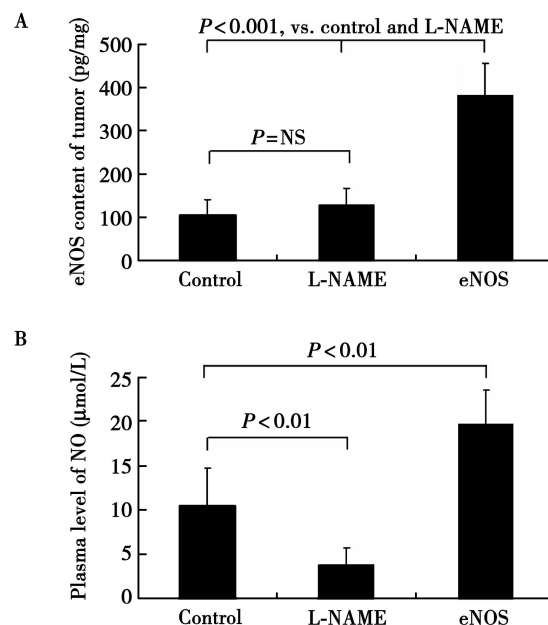 A
P<0.001, vs. control and L-NAME
eNOS content of tumor (pg/mg)
500
400
300
200
100
0
P=NS
Control L-NAME eNOS
B
Plasma level of NO (μmol/L)
25
20
15
10
5
0
P<0.01
P<0.01
Control L-NAME eNOS